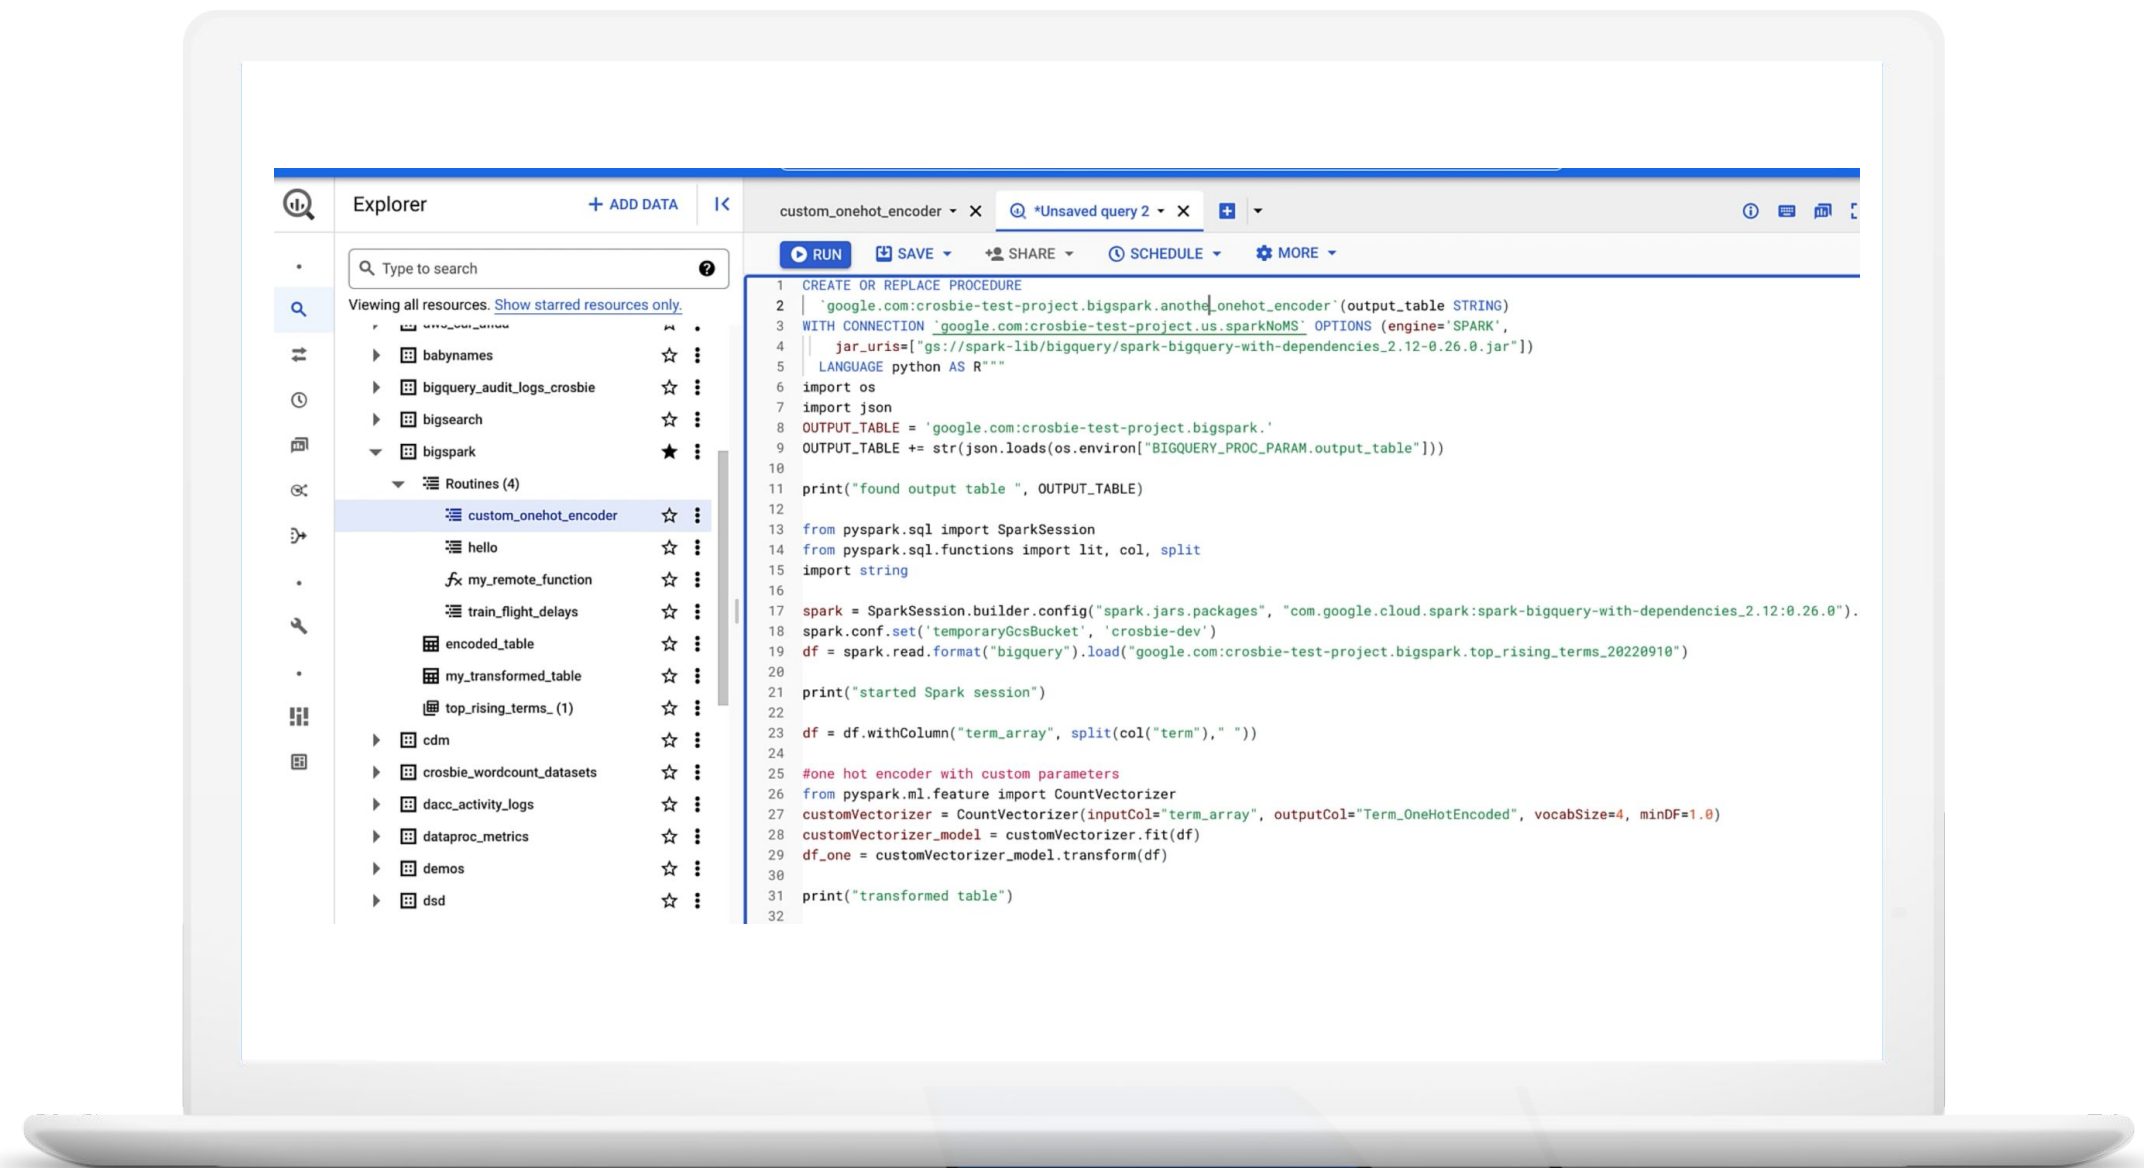 Explorer
+ ADD DATA
Type to search
Viewing all resources. Show starred resources only.
babynames
bigquery_audit_logs_crosbie
bigsearch
bigspark
Routines (4)
custom_onehot_encoder
hello
my_remote_function
train_flight_delays
encoded_table
my_transformed_table
top_rising_terms_ (1)
cdm
crosbie_wordcount_datasets
dacc_activity_logs
dataproc_metrics
demos
dsd
custom_onehot_encoder
*Unsaved query 2
RUN SAVE SHARE SCHEDULE MORE
1 CREATE OR REPLACE PROCEDURE
2 `google.com:crosbie-test-project.bigspark.anothe_onehot_encoder`(output_table STRING)
3 WITH CONNECTION `google.com:crosbie-test-project.us.sparkNoMS` OPTIONS (engine='SPARK',
4 jar_uris=["gs://spark-lib/bigquery/spark-bigquery-with-dependencies_2.12-0.26.0.jar"])
5 LANGUAGE python AS R"""
6 import os
7 import json
8 OUTPUT_TABLE = 'google.com:crosbie-test-project.bigspark.'
9 OUTPUT_TABLE += str(json.loads(os.environ["BIGQUERY_PROC_PARAM.output_table"]))
10
11 print("found output table ", OUTPUT_TABLE)
12
13 from pyspark.sql import SparkSession
14 from pyspark.sql.functions import lit, col, split
15 import string
16
17 spark = SparkSession.builder.config("spark.jars.packages", "com.google.cloud.spark:spark-bigquery-with-dependencies_2.12:0.26.0").
18 spark.conf.set('temporaryGcsBucket', 'crosbie-dev')
19 df = spark.read.format("bigquery").load("google.com:crosbie-test-project.bigspark.top_rising_terms_20220910")
20
21 print("started Spark session")
22
23 df = df.withColumn("term_array", split(col("term")," "))
24
25 #one hot encoder with custom parameters
26 from pyspark.ml.feature import CountVectorizer
27 customVectorizer = CountVectorizer(inputCol="term_array", outputCol="Term_OneHotEncoded", vocabSize=4, minDF=1.0)
28 customVectorizer_model = customVectorizer.fit(df)
29 df_one = customVectorizer_model.transform(df)
30
31 print("transformed table")
32